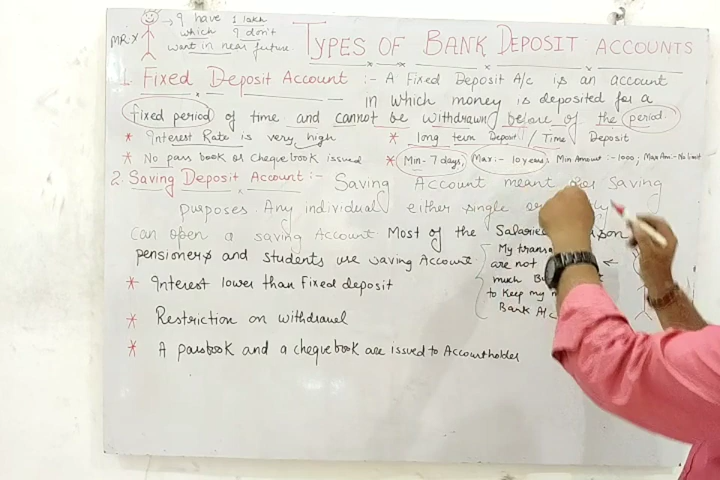 MR. X → I have 1 lakh
which I don't
want in near future
TYPES OF BANK DEPOSIT ACCOUNTS
1. Fixed Deposit Account :- A Fixed Deposit A/c is an account
in which money is deposited for a
fixed period of time and cannot be withdrawn before of the period.
* Interest Rate is very high
* long term Deposit / Time Deposit
* No pass book or cheque book issued
* Min - 7 days, Max :- 10 years, Min Amount :- 1000; Max Am. - No limit
2. Saving Deposit Account :- Saving Account meant for Saving
purposes. Any individual either single
Can open a saving Account Most of the Salaried
pensioners and students use saving Account
My
are not
much
to keep my
Bank A/c
* Interest lower than fixed deposit
* Restriction on withdrawel
* A passbook and a chequebook are issued to Accountholder